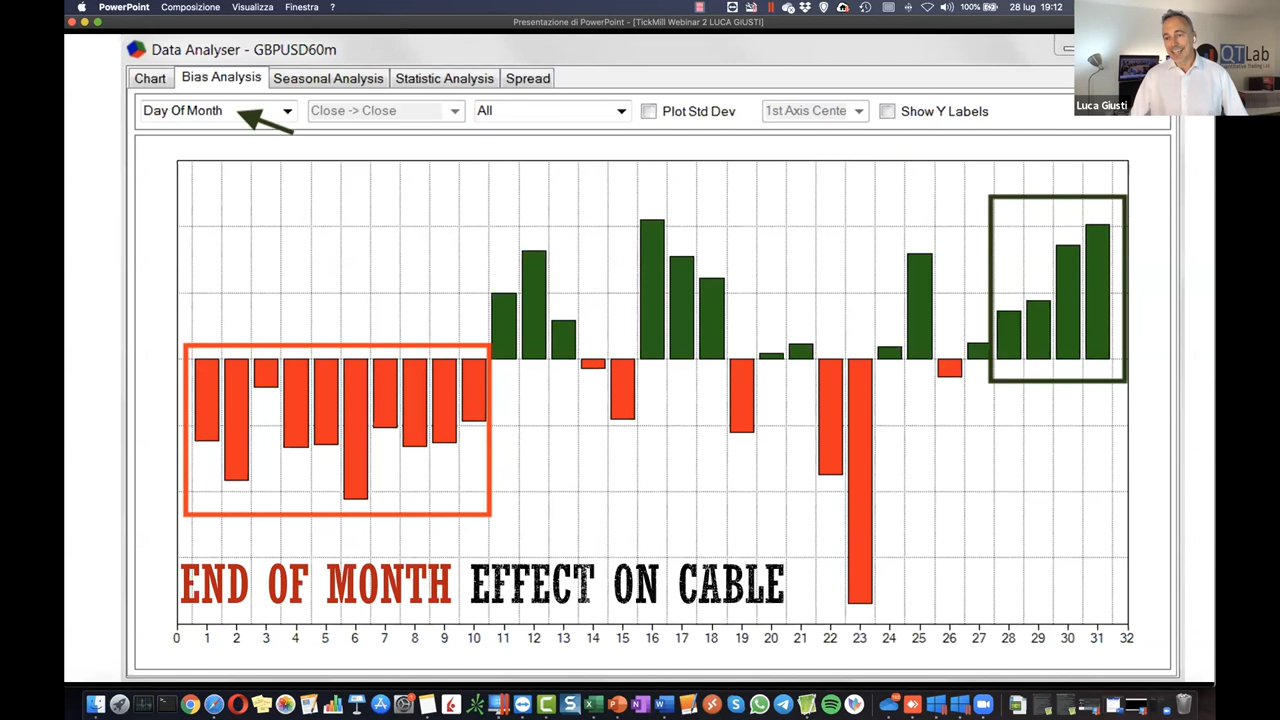 PowerPoint Composizione Visualizza Finestra ? 100% 28 lug 19:12
Presentazione di PowerPoint - [TickMill Webinar 2 LUCA GIUSTI]
Data Analyser - GBPUSD60m
Chart Bias Analysis Seasonal Analysis Statistic Analysis Spread
Day Of Month Close -> Close All Plot Std Dev 1st Axis Cente Show Y Labels
QTLab
Luca Giusti
END OF MONTH EFFECT ON CABLE
0 1 2 3 4 5 6 7 8 9 10 11 12 13 14 15 16 17 18 19 20 21 22 23 24 25 26 27 28 29 30 31 32